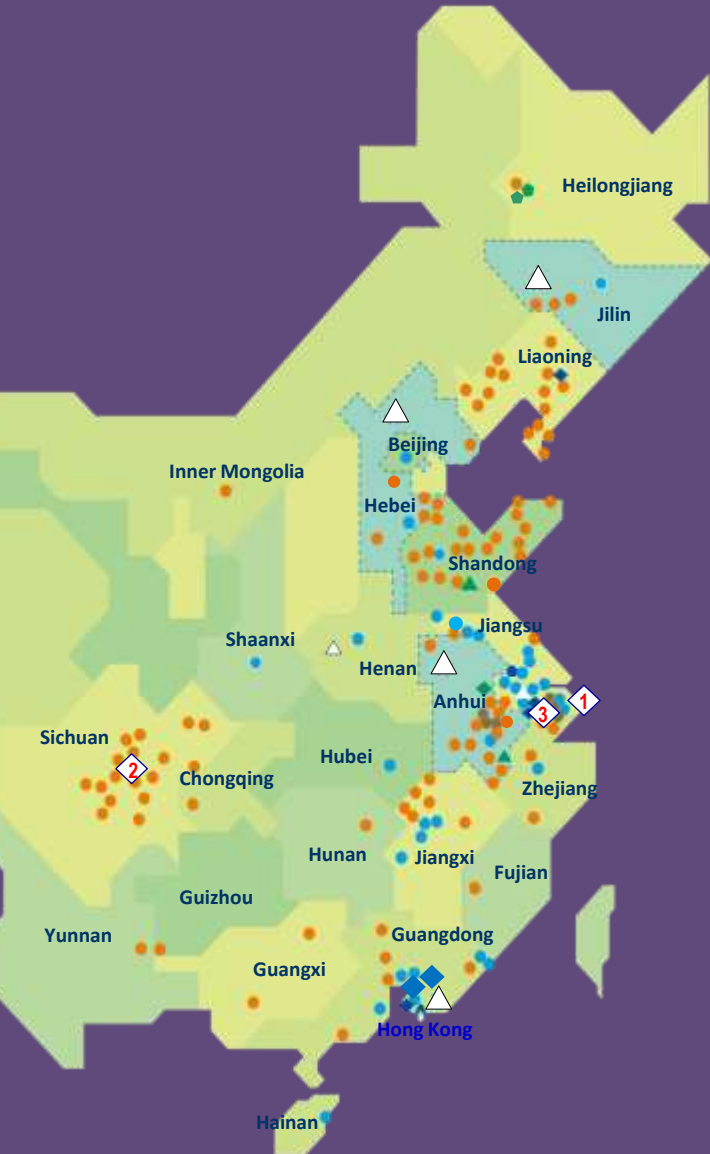 Heilongjiang
Jilin
Liaoning
Beijing
Inner Mongolia
Hebei
Shandong
Jiangsu
Shaanxi
Henan
Anhui
1
3
Sichuan
2
Hubei
Chongqing
Zhejiang
Hunan
Jiangxi
Fujian
Guizhou
Yunnan
Guangdong
Guangxi
Hong Kong
Hainan